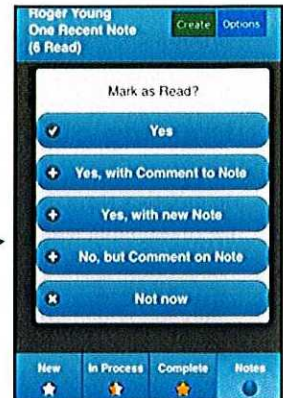 Roger Young
One Recent Note
(6 Read)
Create
Options
Mark as Read?
Yes
Yes, with Comment to Note
Yes, with new Note
No, but Comment on Note
Not now
New
In Process
Complete
Notes